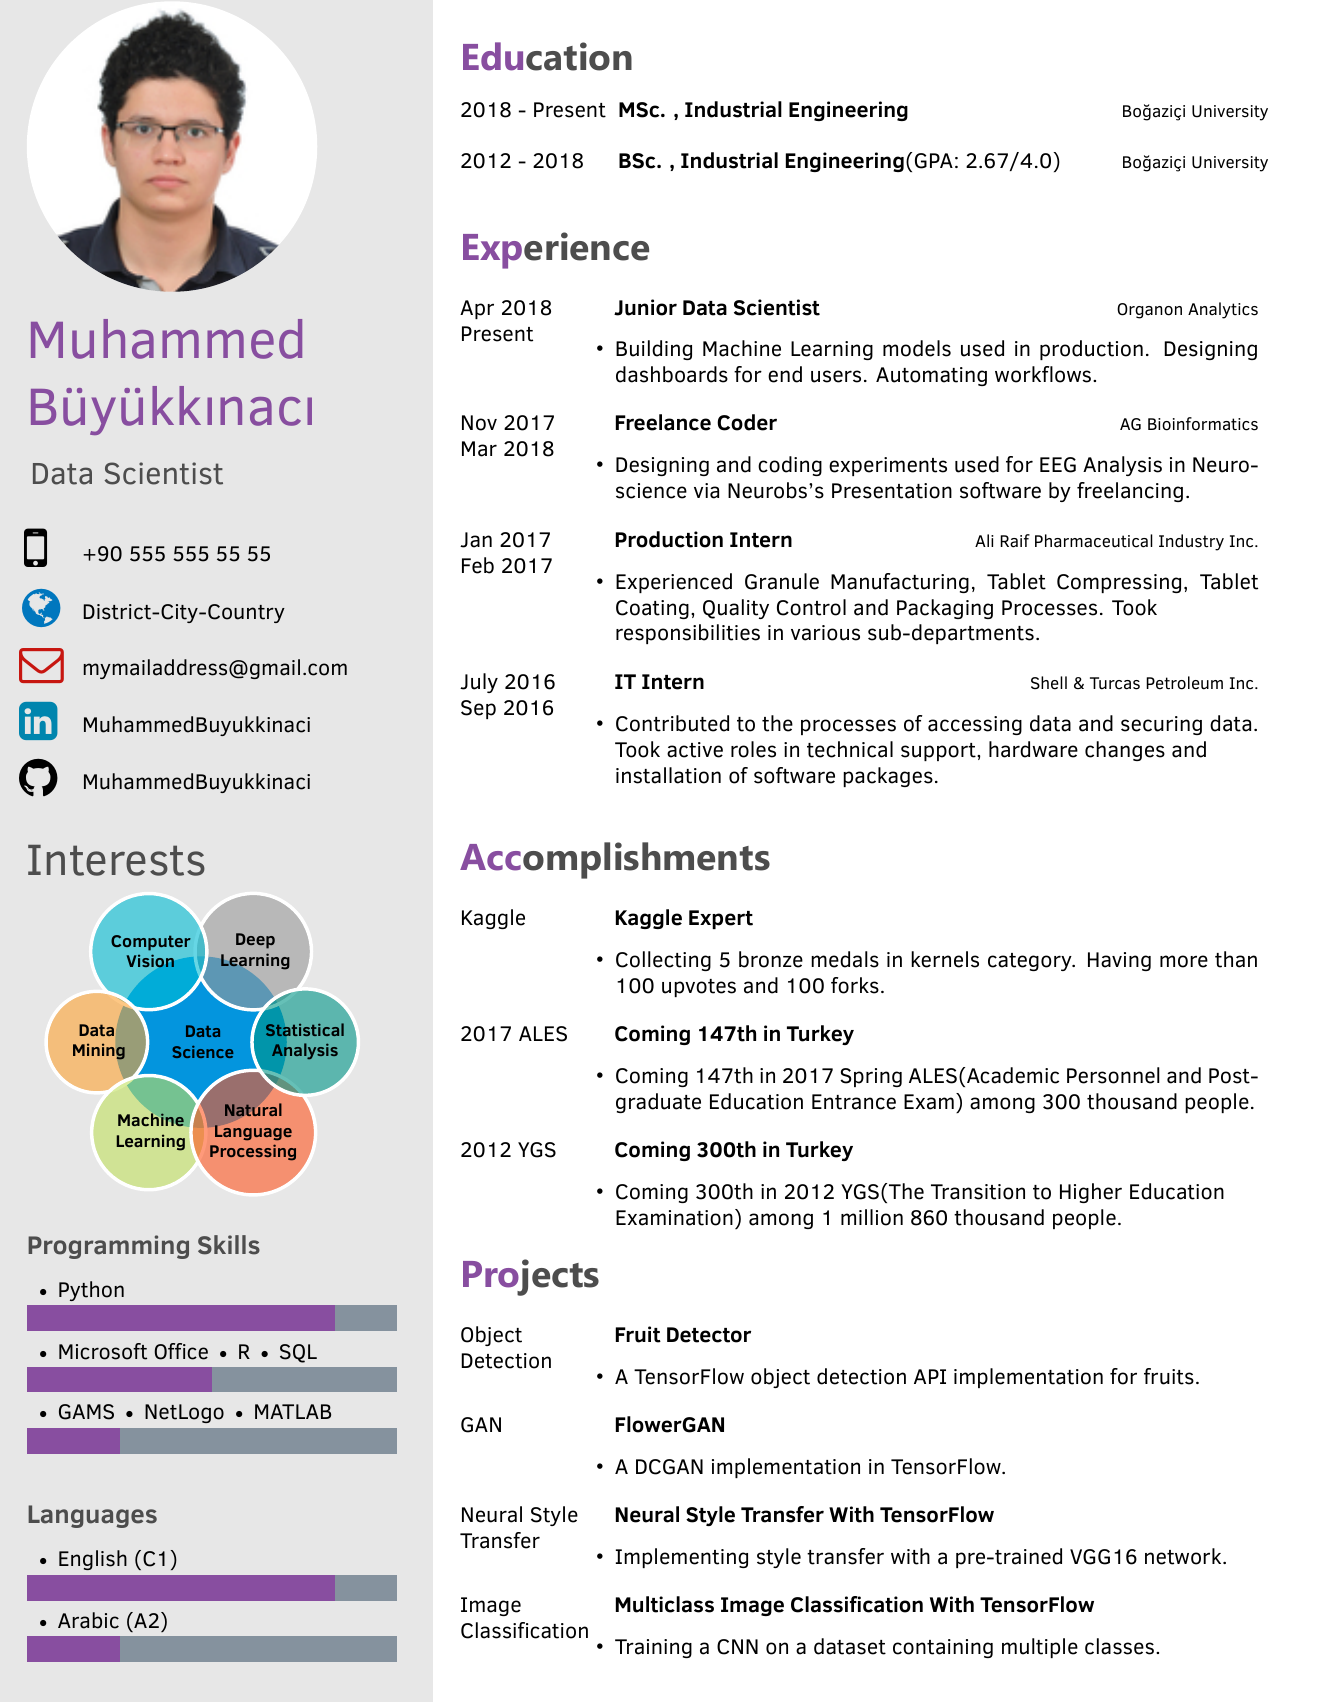 Muhammed
Büyükkınacı
Data Scientist
+90 555 555 55 55
District-City-Country
mymailaddress@gmail.com
MuhammedBuyukkinaci
MuhammedBuyukkinaci
Interests
Computer
Vision
Deep
Learning
Data
Mining
Data
Science
Statistical
Analysis
Machine
Learning
Natural
Language
Processing
Programming Skills
• Python
• Microsoft Office • R • SQL
• GAMS • NetLogo • MATLAB
Languages
• English (C1)
• Arabic (A2)
Education
2018 - Present MSc. , Industrial Engineering Boğaziçi University
2012 - 2018 BSc. , Industrial Engineering(GPA: 2.67/4.0) Boğaziçi University
Experience
Apr 2018 Junior Data Scientist Organon Analytics
Present
• Building Machine Learning models used in production. Designing
dashboards for end users. Automating workflows.
Nov 2017 Freelance Coder AG Bioinformatics
Mar 2018
• Designing and coding experiments used for EEG Analysis in Neuro-
science via Neurobs's Presentation software by freelancing.
Jan 2017 Production Intern Ali Raif Pharmaceutical Industry Inc.
Feb 2017
• Experienced Granule Manufacturing, Tablet Compressing, Tablet
Coating, Quality Control and Packaging Processes. Took
responsibilities in various sub-departments.
July 2016 IT Intern Shell & Turcas Petroleum Inc.
Sep 2016
• Contributed to the processes of accessing data and securing data.
Took active roles in technical support, hardware changes and
installation of software packages.
Accomplishments
Kaggle Kaggle Expert
• Collecting 5 bronze medals in kernels category. Having more than
100 upvotes and 100 forks.
2017 ALES Coming 147th in Turkey
• Coming 147th in 2017 Spring ALES(Academic Personnel and Post-
graduate Education Entrance Exam) among 300 thousand people.
2012 YGS Coming 300th in Turkey
• Coming 300th in 2012 YGS(The Transition to Higher Education
Examination) among 1 million 860 thousand people.
Projects
Object Fruit Detector
Detection
• A TensorFlow object detection API implementation for fruits.
GAN FlowerGAN
• A DCGAN implementation in TensorFlow.
Neural Style Neural Style Transfer With TensorFlow
Transfer
• Implementing style transfer with a pre-trained VGG16 network.
Image Multiclass Image Classification With TensorFlow
Classification
• Training a CNN on a dataset containing multiple classes.